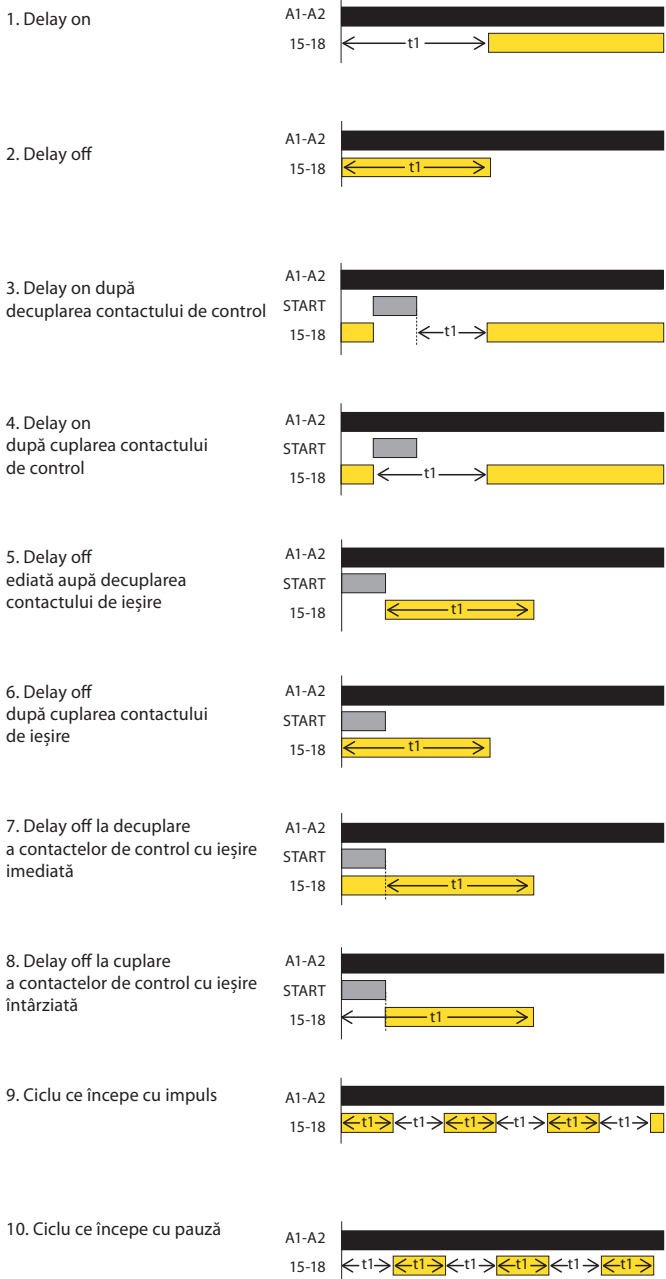 1. Delay on
A1-A2
15-18
t1
2. Delay off
A1-A2
15-18
t1
3. Delay on după
decuplarea contactului de control
A1-A2
START
15-18
t1
4. Delay on
după cuplarea contactului
de control
A1-A2
START
15-18
t1
5. Delay off
ediată aupă decuplarea
contactului de ieșire
A1-A2
START
15-18
t1
6. Delay off
după cuplarea contactului
de ieșire
A1-A2
START
15-18
t1
7. Delay off la decuplare
a contactelor de control cu ieșire
imediată
A1-A2
START
15-18
t1
8. Delay off la cuplare
a contactelor de control cu ieșire
întârziată
A1-A2
START
15-18
t1
9. Ciclu ce începe cu impuls
A1-A2
15-18
t1 t1 t1 t1 t1 t1
10. Ciclu ce începe cu pauză
A1-A2
15-18
t1 t1 t1 t1 t1 t1